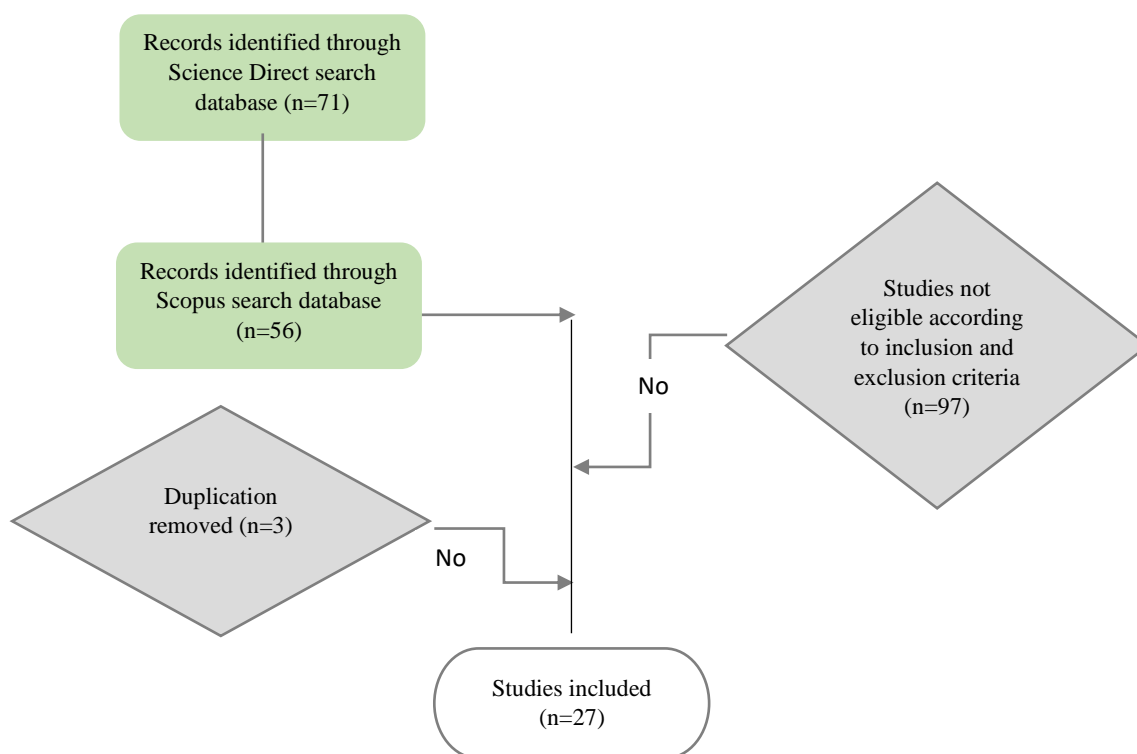 Records identified through
Science Direct search
database (n=71)
Records identified through
Scopus search database
(n=56)
Studies not
eligible according
to inclusion and
exclusion criteria
(n=97)
No
Duplication
removed (n=3)
No
Studies included
(n=27)